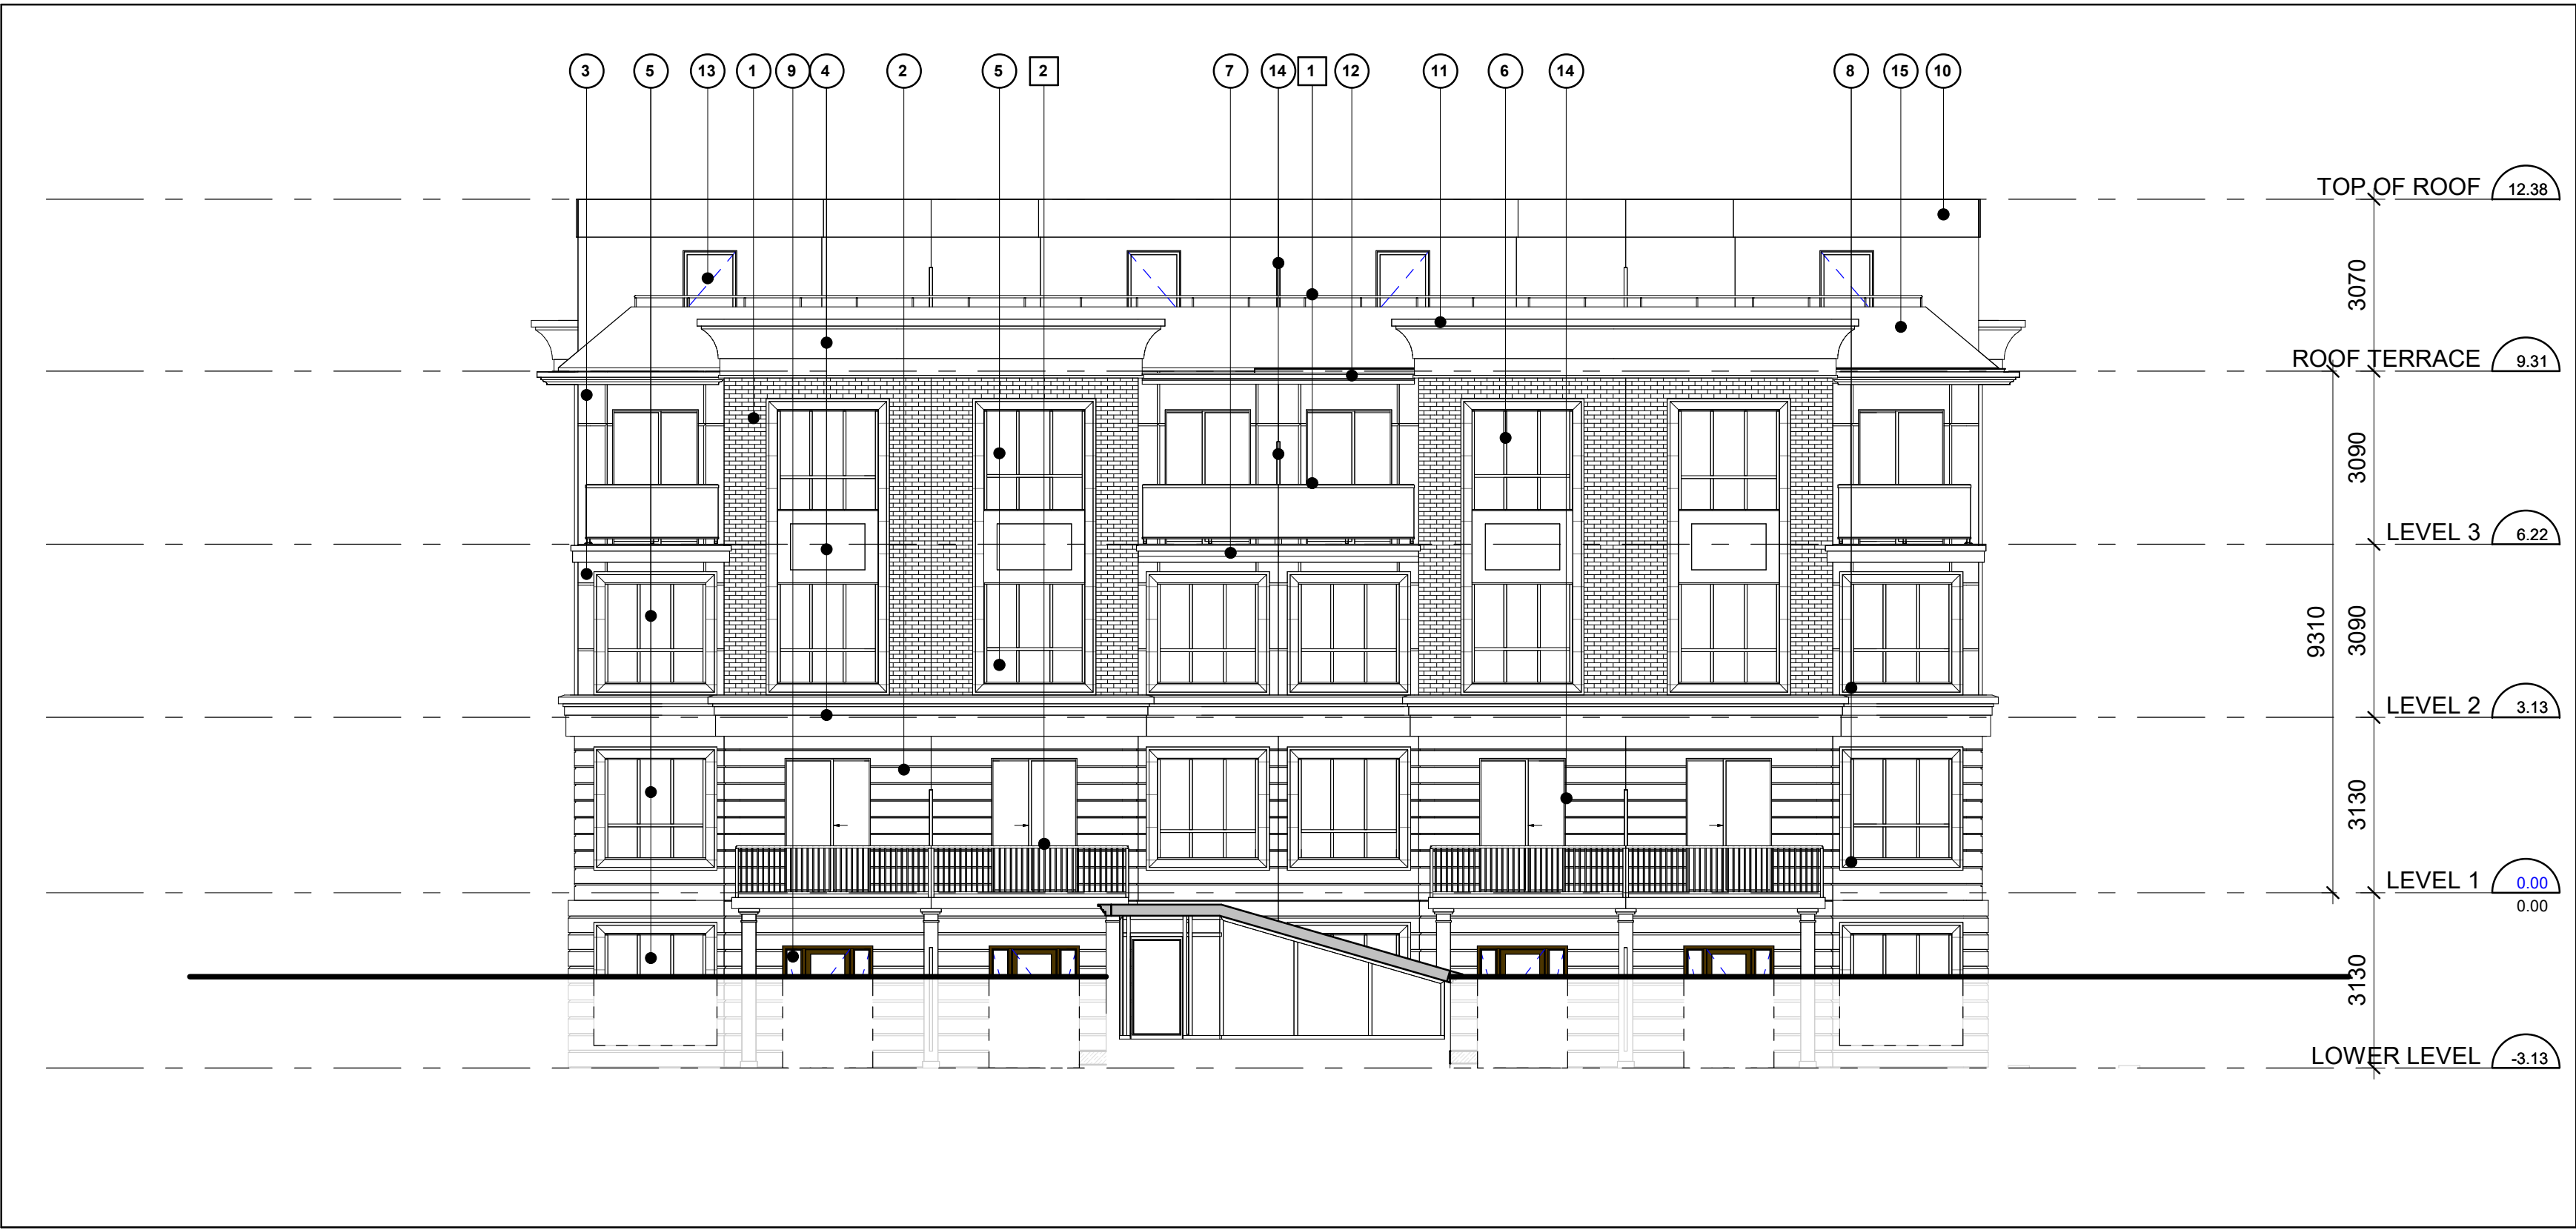 3 5 13 1 9 4 2 5 2 7 14 1 12 11 6 14 8 15 10
TOP OF ROOF 12.38
3070
ROOF TERRACE 9.31
3090
LEVEL 3 6.22
9310 3090
LEVEL 2 3.13
3130
LEVEL 1 0.00
0.00
3130
LOWER LEVEL -3.13